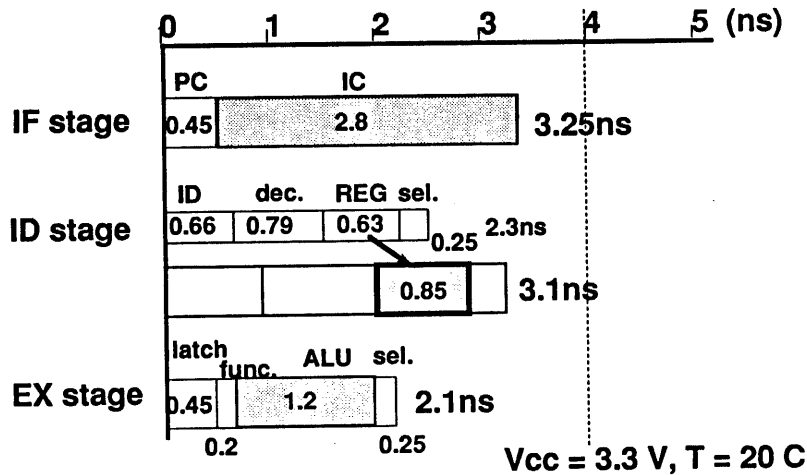 0 1 2 3 4 5 (ns)
PC IC
IF stage 0.45 2.8 3.25ns
ID dec. REG sel.
ID stage 0.66 0.79 0.63 0.25 2.3ns
0.85 3.1ns
latch func. ALU sel.
EX stage 0.45 1.2 2.1ns
0.2 0.25
Vcc = 3.3 V, T = 20 C